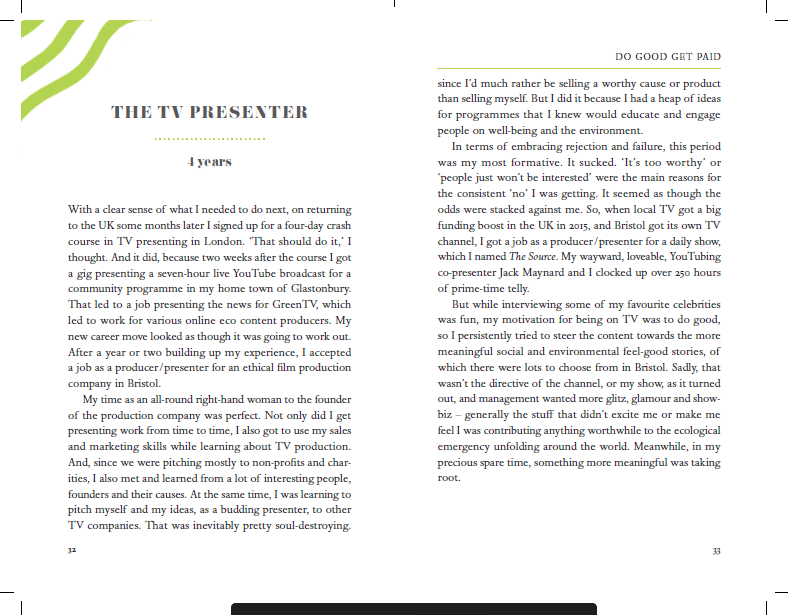 THE TV PRESENTER
4 years
With a clear sense of what I needed to do next, on returning
to the UK some months later I signed up for a four-day crash
course in TV presenting in London. ‘That should do it,’ I
thought. And it did, because two weeks after the course I got
a gig presenting a seven-hour live YouTube broadcast for a
community programme in my home town of Glastonbury.
That led to a job presenting the news for GreenTV, which
led to work for various online eco content producers. My
new career move looked as though it was going to work out.
After a year or two building up my experience, I accepted
a job as a producer/presenter for an ethical film production
company in Bristol.
My time as an all-round right-hand woman to the founder
of the production company was perfect. Not only did I get
presenting work from time to time, I also got to use my sales
and marketing skills while learning about TV production.
And, since we were pitching mostly to non-profits and char-
ities, I also met and learned from a lot of interesting people,
founders and their causes. At the same time, I was learning to
pitch myself and my ideas, as a budding presenter, to other
TV companies. That was inevitably pretty soul-destroying.
32
DO GOOD GET PAID
since I’d much rather be selling a worthy cause or product
than selling myself. But I did it because I had a heap of ideas
for programmes that I knew would educate and engage
people on well-being and the environment.
In terms of embracing rejection and failure, this period
was my most formative. It sucked. ‘It’s too worthy’ or
‘people just won’t be interested’ were the main reasons for
the consistent ‘no’ I was getting. It seemed as though the
odds were stacked against me. So, when local TV got a big
funding boost in the UK in 2015, and Bristol got its own TV
channel, I got a job as a producer/presenter for a daily show,
which I named The Source. My wayward, loveable, YouTubing
co-presenter Jack Maynard and I clocked up over 250 hours
of prime-time telly.
But while interviewing some of my favourite celebrities
was fun, my motivation for being on TV was to do good,
so I persistently tried to steer the content towards the more
meaningful social and environmental feel-good stories, of
which there were lots to choose from in Bristol. Sadly, that
wasn’t the directive of the channel, or my show, as it turned
out, and management wanted more glitz, glamour and show-
biz – generally the stuff that didn’t excite me or make me
feel I was contributing anything worthwhile to the ecological
emergency unfolding around the world. Meanwhile, in my
precious spare time, something more meaningful was taking
root.
33